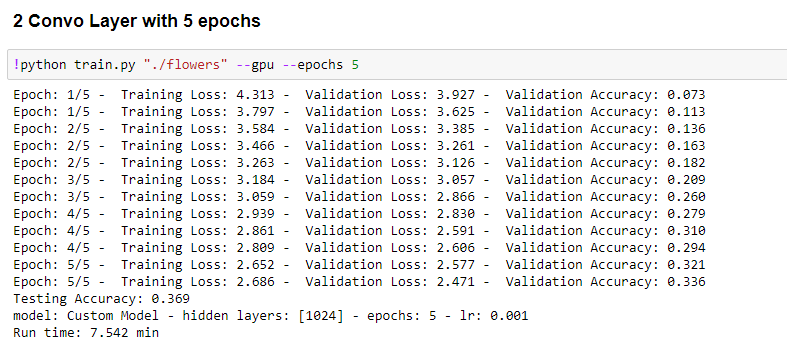 2 Convo Layer with 5 epochs
!python train.py "./flowers" --gpu --epochs 5
Epoch: 1/5 -  Training Loss: 4.313 -  Validation Loss: 3.927 -  Validation Accuracy: 0.073
Epoch: 1/5 -  Training Loss: 3.797 -  Validation Loss: 3.625 -  Validation Accuracy: 0.113
Epoch: 2/5 -  Training Loss: 3.584 -  Validation Loss: 3.385 -  Validation Accuracy: 0.136
Epoch: 2/5 -  Training Loss: 3.466 -  Validation Loss: 3.261 -  Validation Accuracy: 0.163
Epoch: 2/5 -  Training Loss: 3.263 -  Validation Loss: 3.126 -  Validation Accuracy: 0.182
Epoch: 3/5 -  Training Loss: 3.184 -  Validation Loss: 3.057 -  Validation Accuracy: 0.209
Epoch: 3/5 -  Training Loss: 3.059 -  Validation Loss: 2.866 -  Validation Accuracy: 0.260
Epoch: 4/5 -  Training Loss: 2.939 -  Validation Loss: 2.830 -  Validation Accuracy: 0.279
Epoch: 4/5 -  Training Loss: 2.861 -  Validation Loss: 2.591 -  Validation Accuracy: 0.310
Epoch: 4/5 -  Training Loss: 2.809 -  Validation Loss: 2.606 -  Validation Accuracy: 0.294
Epoch: 5/5 -  Training Loss: 2.652 -  Validation Loss: 2.577 -  Validation Accuracy: 0.321
Epoch: 5/5 -  Training Loss: 2.686 -  Validation Loss: 2.471 -  Validation Accuracy: 0.336
Testing Accuracy: 0.369
model: Custom Model - hidden layers: [1024] - epochs: 5 - lr: 0.001
Run time: 7.542 min